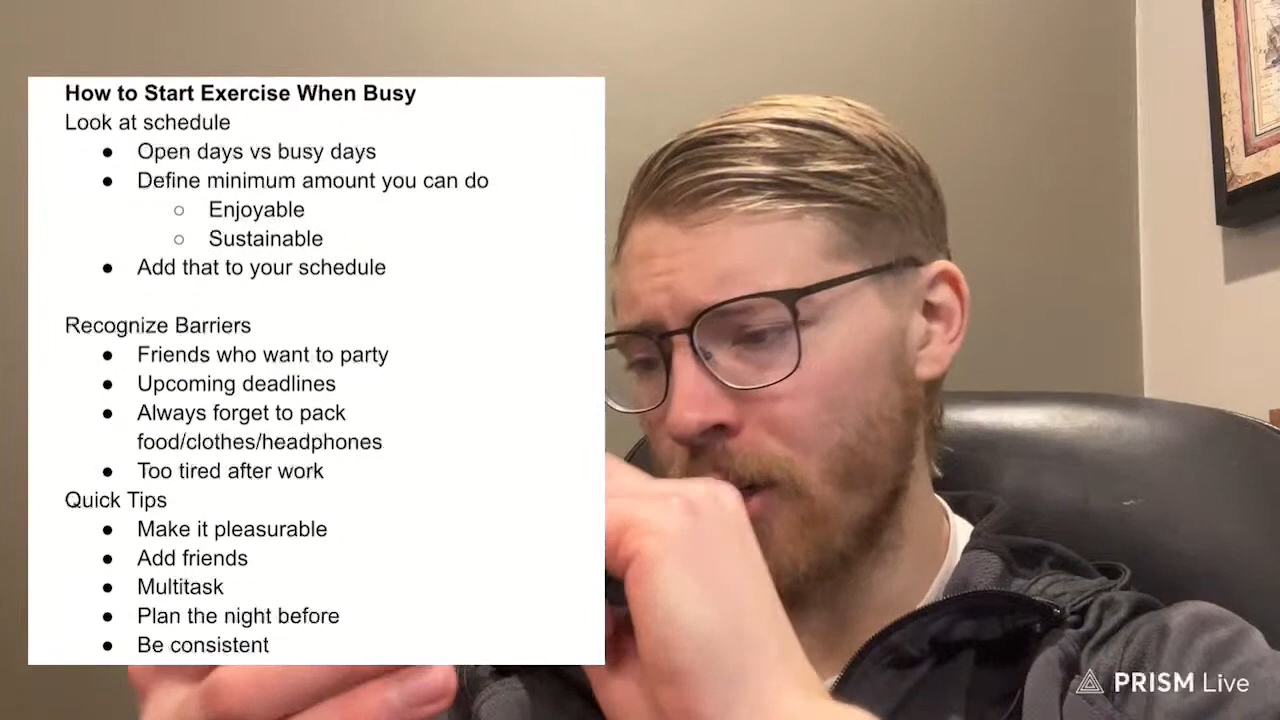 How to Start Exercise When Busy
Look at schedule
● Open days vs busy days
● Define minimum amount you can do
○ Enjoyable
○ Sustainable
● Add that to your schedule
Recognize Barriers
● Friends who want to party
● Upcoming deadlines
● Always forget to pack
food/clothes/headphones
● Too tired after work
Quick Tips
● Make it pleasurable
● Add friends
● Multitask
● Plan the night before
● Be consistent
PRISM Live